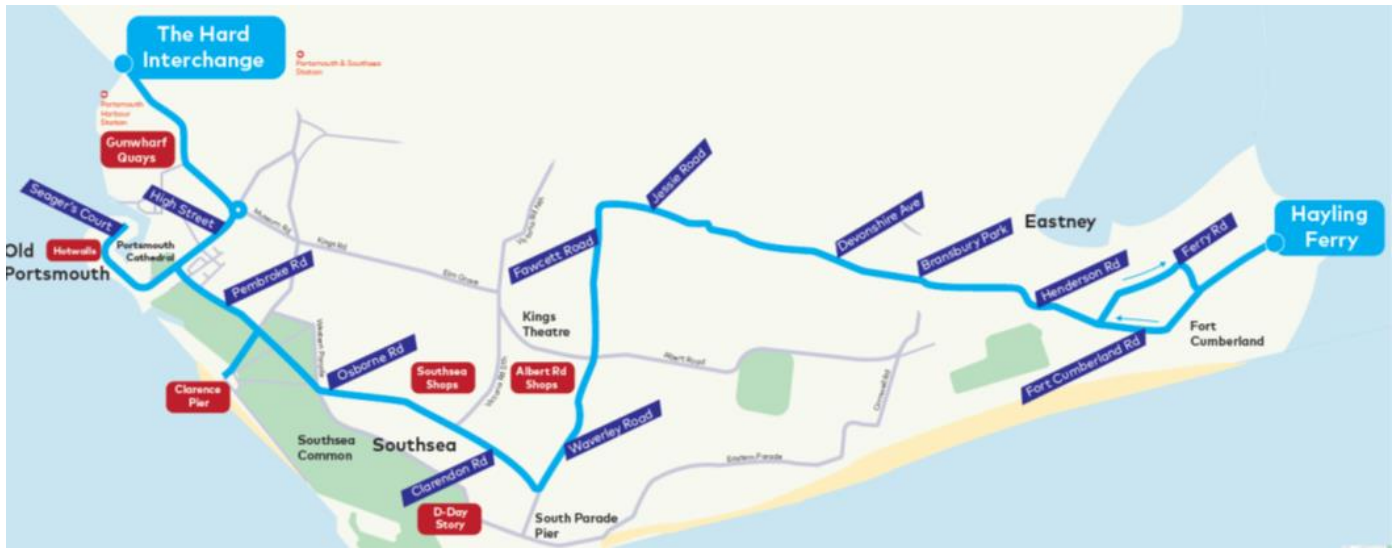 The Hard
Interchange
Portsmouth & Southsea
Station
Portsmouth
Harbour
Station
Gunwharf
Quays
Seager's Court
High Street
Museum Rd
Kings Rd
Old
Portsmouth
Hotwalls
Portsmouth
Cathedral
Pembroke Rd
Elm Grove
Fawcett Road
Jessie Road
Devonshire Ave
Bransbury Park
Eastney
Henderson Rd
Ferry Rd
Hayling
Ferry
Kings
Theatre
Fort
Cumberland
Osborne Rd
Southsea
Shops
Albert Rd
Shops
Albert Road
Fort Cumberland Rd
Clarence
Pier
Southsea
Common
Southsea
Clarendon Rd
Waverley Road
Eastern Parade
D-Day
Story
South Parade
Pier